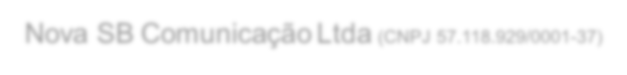 Nova SB Comunicação Ltda (CNPJ 57.118.929/0001-37)